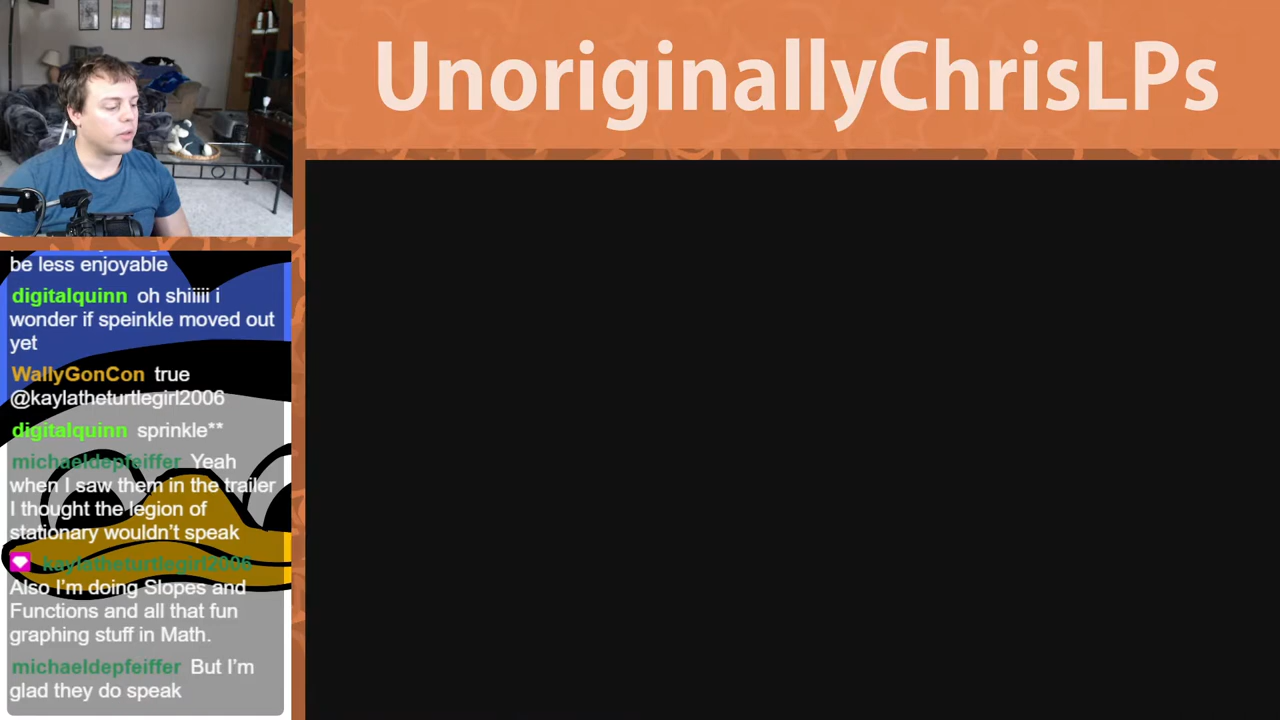 UnoriginallyChrisLPs
be less enjoyable
digitalquinn oh shiiiii i
wonder if speinkle moved out
yet
WallyGonCon true
@kaylatheturtlegirl2006
digitalquinn sprinkle**
michaeldepfeiffer Yeah
when I saw them in the trailer
I thought the legion of
stationary wouldn't speak
kaylatheturtlegirl2006
Also I'm doing Slopes and
Functions and all that fun
graphing stuff in Math.
michaeldepfeiffer But I'm
glad they do speak